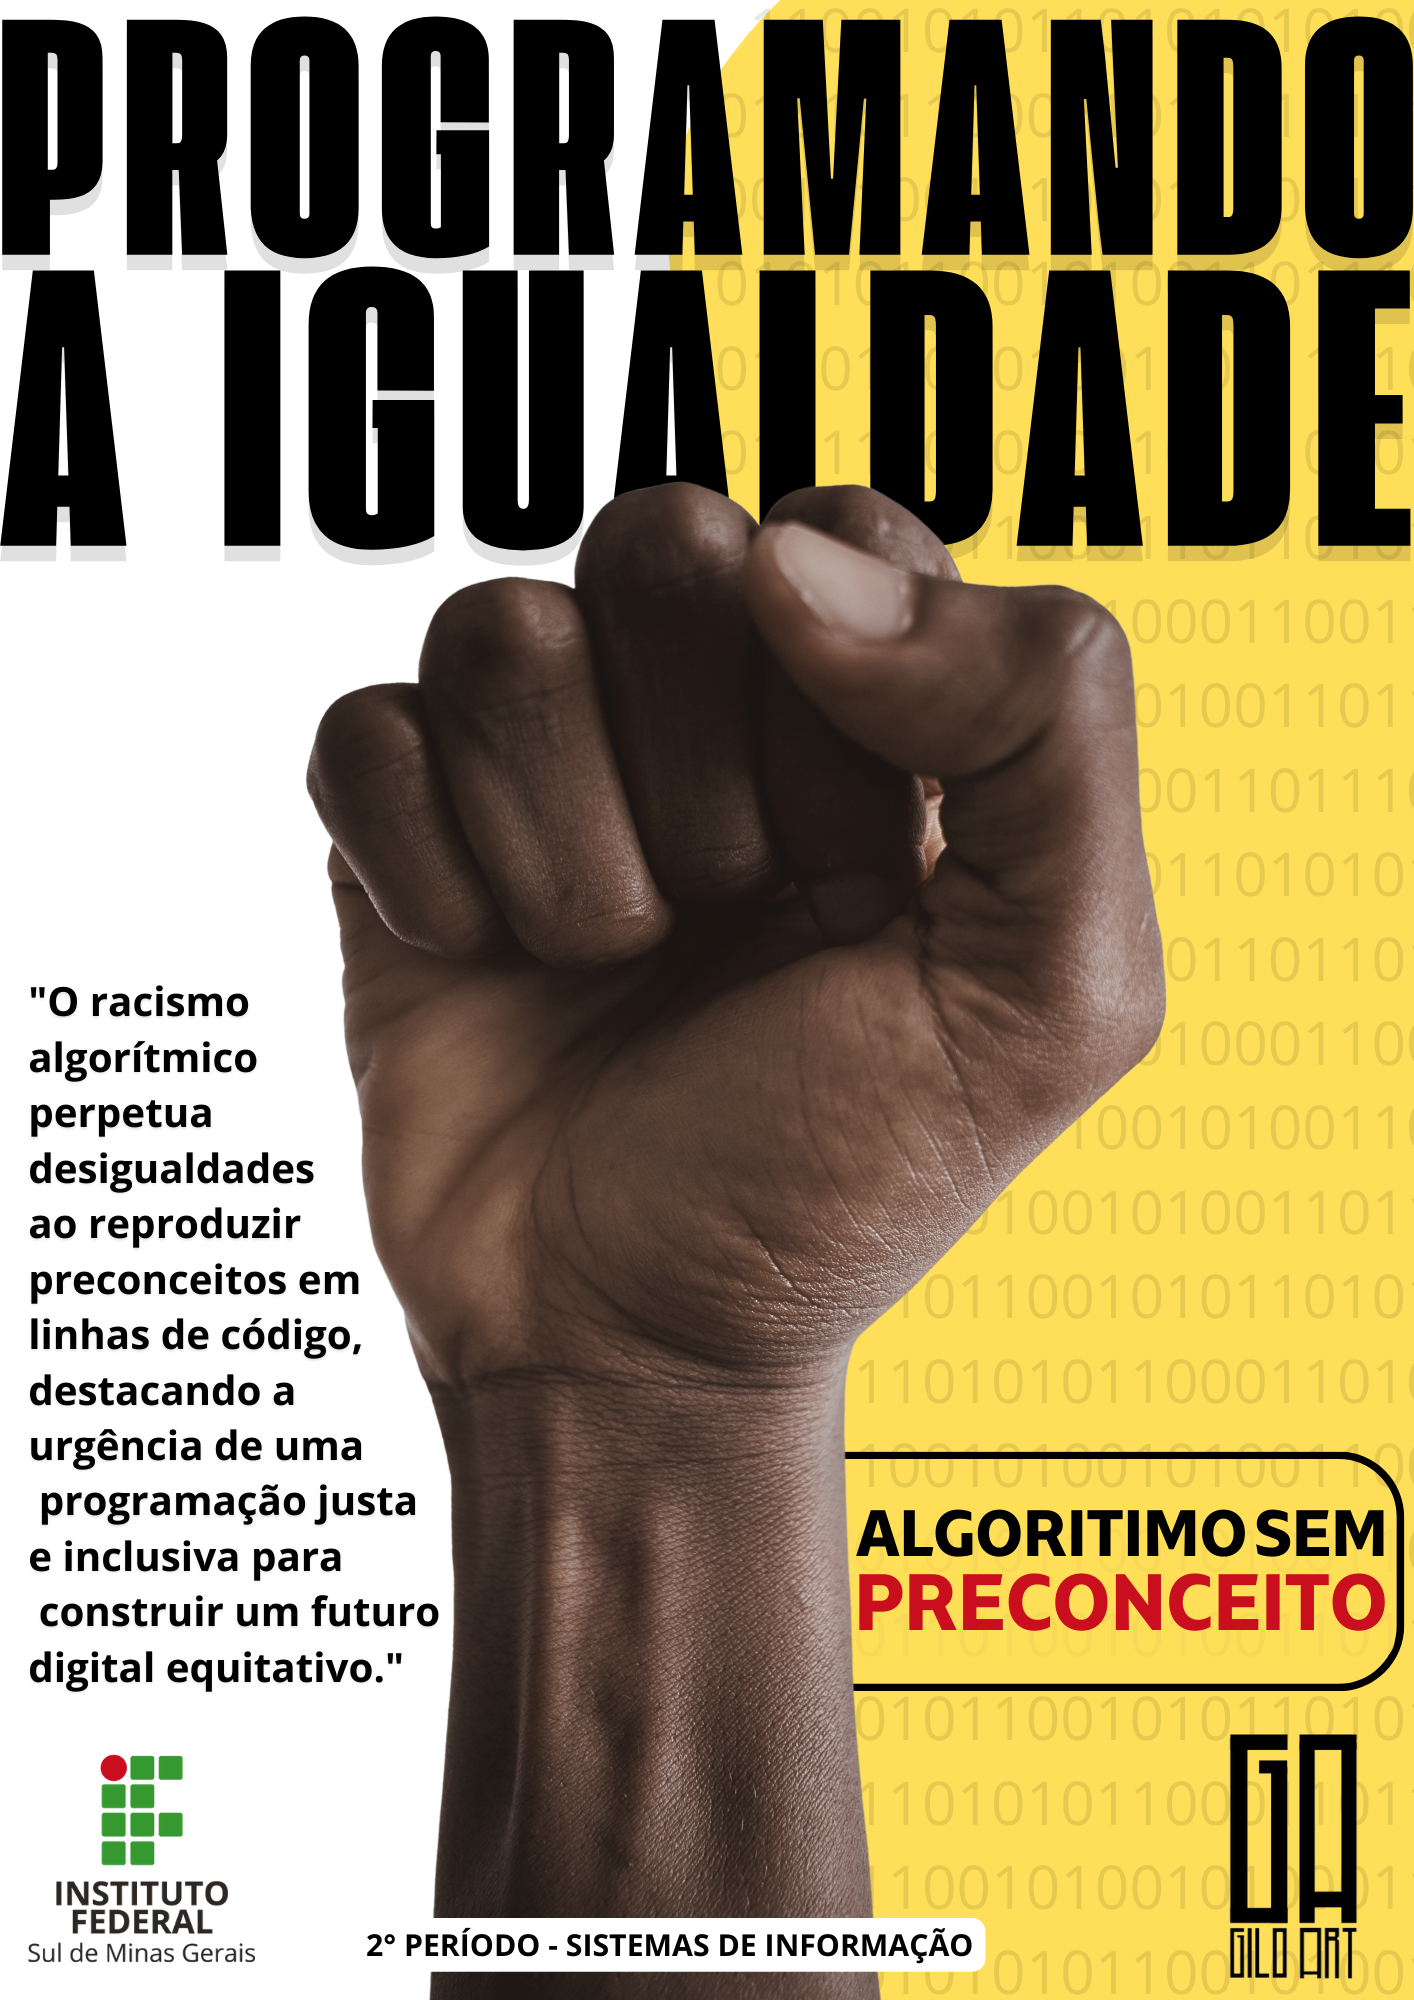 PROGRAMANDO
A IGUALDADE
"O racismo
algorítmico
perpetua
desigualdades
ao reproduzir
preconceitos em
linhas de código,
destacando a
urgência de uma
programação justa
e inclusiva para
construir um futuro
digital equitativo."
ALGORITIMO SEM
PRECONCEITO
INSTITUTO
FEDERAL
Sul de Minas Gerais
2° PERÍODO - SISTEMAS DE INFORMAÇÃO
GA
GILD ART